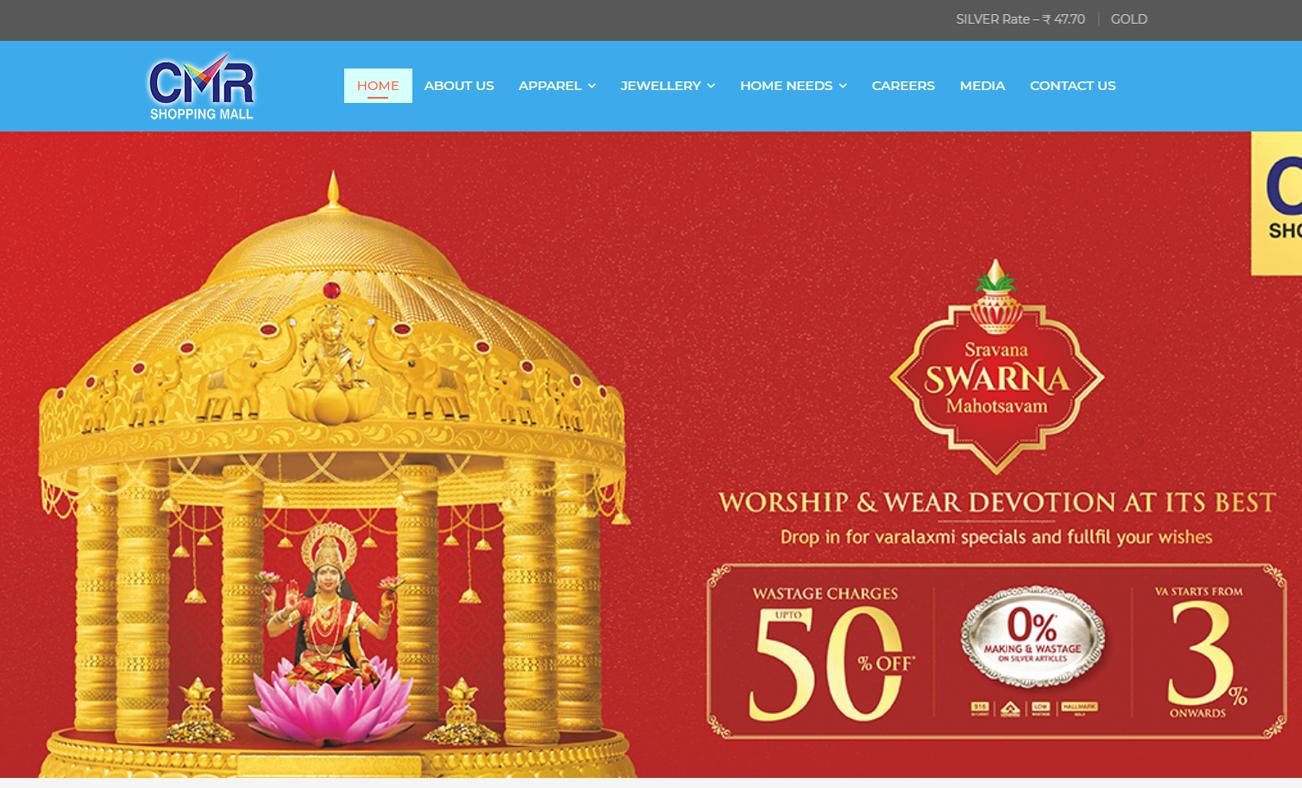 SILVER Rate – ₹ 47.70 | GOLD
CMR
SHOPPING MALL
HOME ABOUT US APPAREL JEWELLERY HOME NEEDS CAREERS MEDIA CONTACT US
Sravana
SWARNA
Mahotsavam
WORSHIP & WEAR DEVOTION AT ITS BEST
Drop in for varalaxmi specials and fullfil your wishes
WASTAGE CHARGES
UPTO
50% OFF*
0%*
MAKING & WASTAGE
ON SILVER ARTICLES
916
LOW
WASTAGE
HALLMARK
GOLD
VA STARTS FROM
3%*
ONWARDS